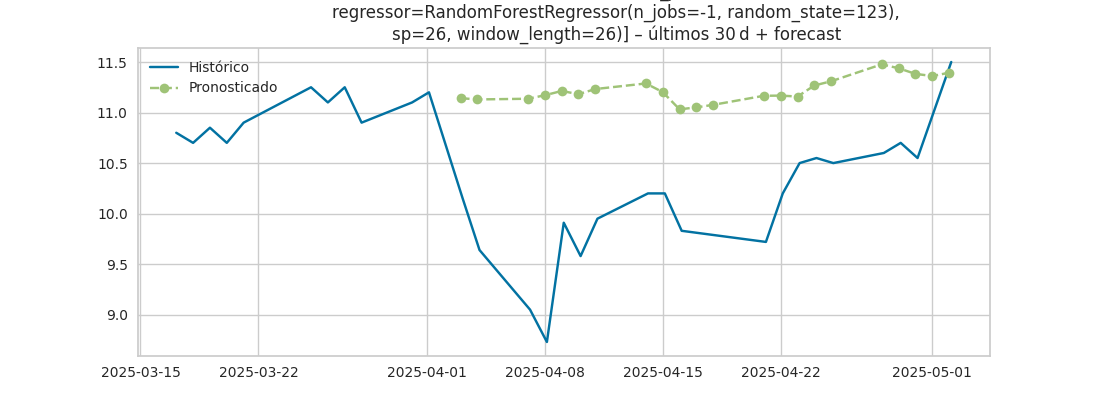 regressor=RandomForestRegressor(n_jobs=-1, random_state=123),
sp=26, window_length=26)] – últimos 30 d + forecast
Histórico
Pronosticado
11.5
11.0
10.5
10.0
9.5
9.0
2025-03-15 2025-03-22 2025-04-01 2025-04-08 2025-04-15 2025-04-22 2025-05-01